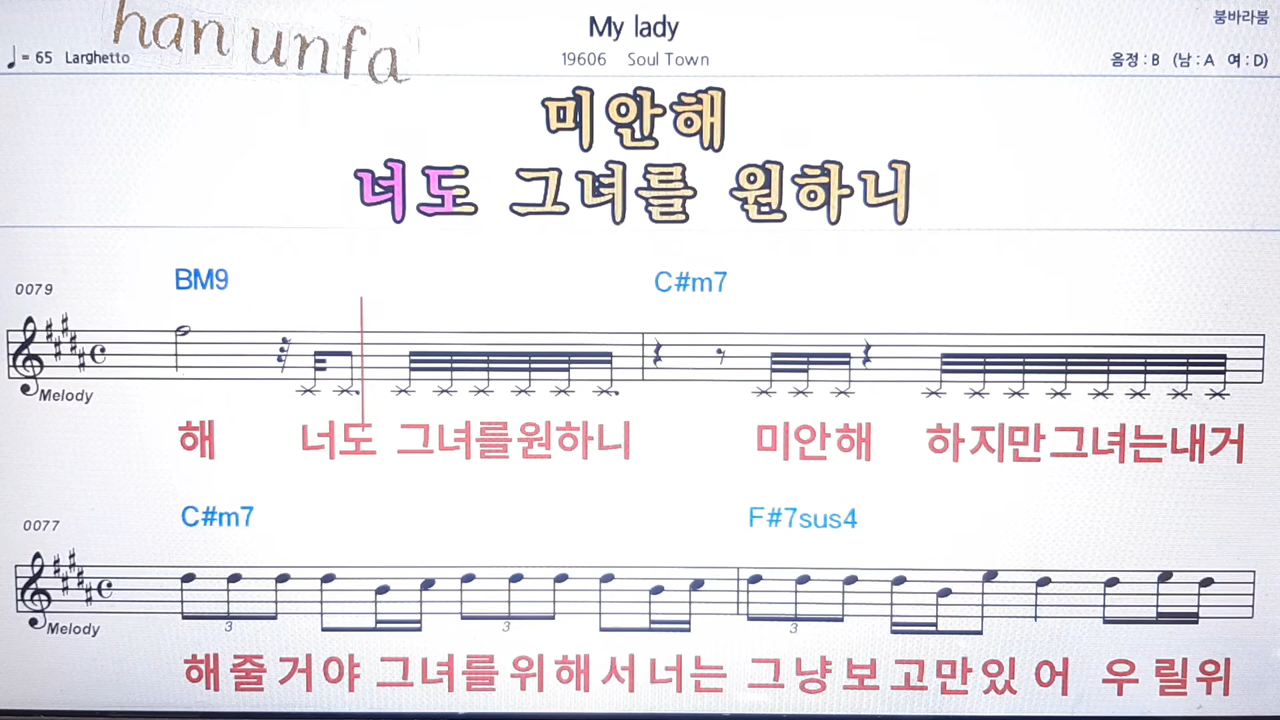 han unfa
My lady
붕바라붐
♩= 65 Larghetto
19606 Soul Town
음정 : B (남 : A 여 : D)
미안해
너도 그녀를 원하니
0079
BM9 C#m7
Melody
해 너도 그녀를원하니 미안해 하지만그녀는내거
0077
C#m7 F#7sus4
3 3 3
Melody
해줄거야 그녀를위해서너는 그냥보고만있어 우릴위